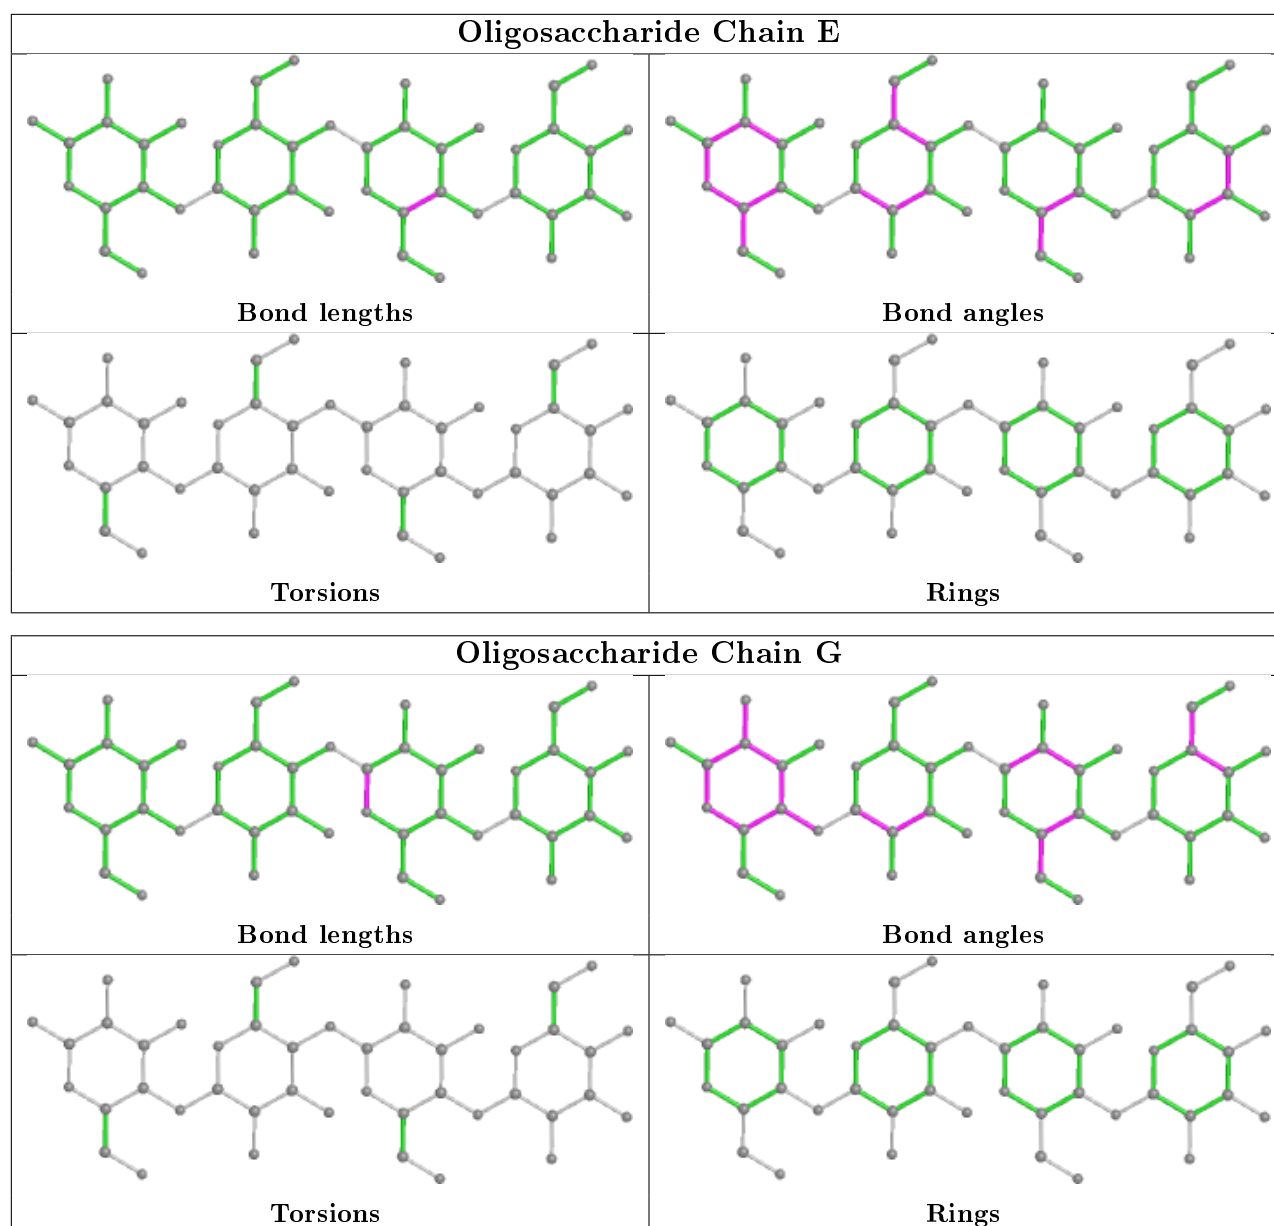 Oligosaccharide Chain E
Bond lengths
Bond angles
Torsions
Rings
Oligosaccharide Chain G
Bond lengths
Bond angles
Torsions
Rings